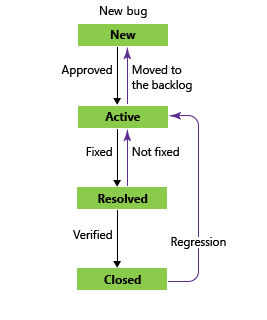 New bug
New
Approved
Moved to
the backlog
Active
Fixed
Not fixed
Resolved
Verified
Regression
Closed